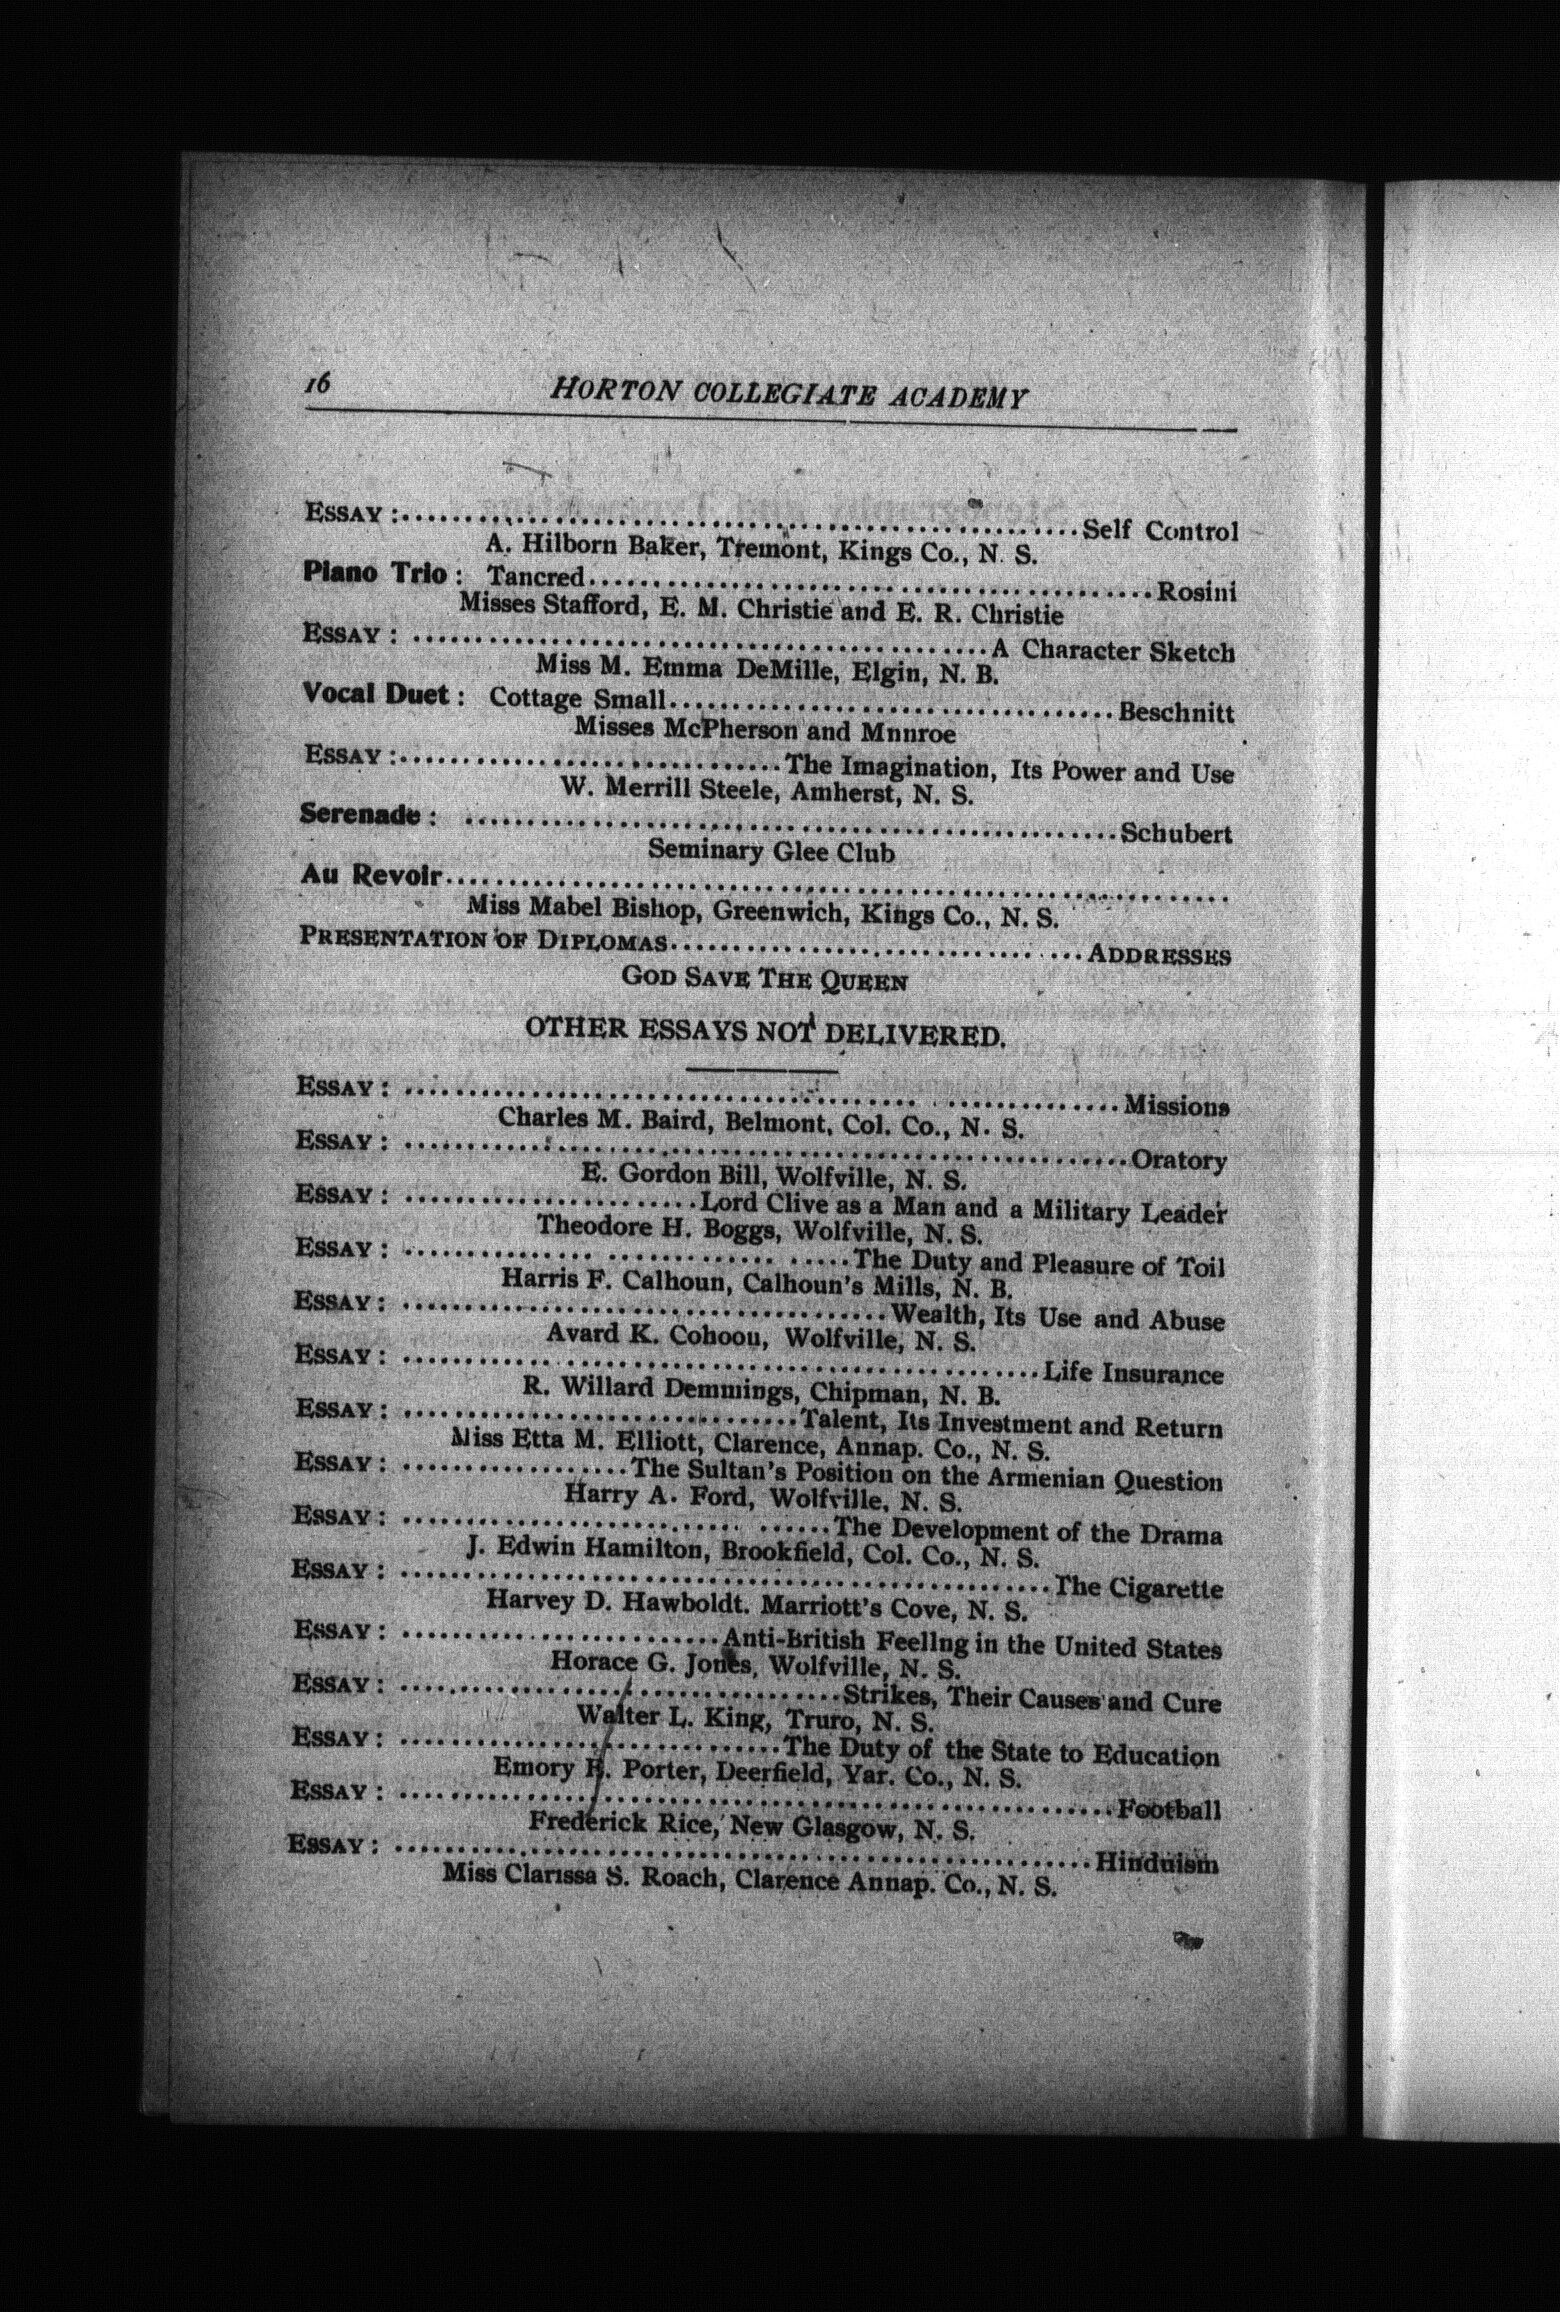 16 HORTON COLLEGIATE ACADEMY
ESSAY :..................................................Self Control
A. Hilborn Baker, Tremont, Kings Co., N. S.
Piano Trio : Tancred..........................................Rosini
Misses Stafford, E. M. Christie and E. R. Christie
ESSAY : ............................................A Character Sketch
Miss M. Emma DeMille, Elgin, N. B.
Vocal Duet : Cottage Small..................................Beschnitt
Misses McPherson and Mnnroe
ESSAY :.............................The Imagination, Its Power and Use
W. Merrill Steele, Amherst, N. S.
Serenade : ..................................................Schubert
Seminary Glee Club
Au Revoir............................................................
Miss Mabel Bishop, Greenwich, Kings Co., N. S.
PRESENTATION OF DIPLOMAS................................ADDRESSES
GOD SAVE THE QUEEN
OTHER ESSAYS NOT DELIVERED.
ESSAY : ......................................................Missions
Charles M. Baird, Belmont, Col. Co., N. S.
ESSAY : ......................................................Oratory
E. Gordon Bill, Wolfville, N. S.
ESSAY : .......................Lord Clive as a Man and a Military Leader
Theodore H. Boggs, Wolfville, N. S.
ESSAY : ..................................The Duty and Pleasure of Toil
Harris F. Calhoun, Calhoun's Mills, N. B.
ESSAY : .....................................Wealth, Its Use and Abuse
Avard K. Cohoou, Wolfville, N. S.
ESSAY : ................................................Life Insurance
R. Willard Demmings, Chipman, N. B.
ESSAY : ..............................Talent, Its Investment and Return
Miss Etta M. Elliott, Clarence, Annap. Co., N. S.
ESSAY : .................The Sultan's Position on the Armenian Question
Harry A. Ford, Wolfville, N. S.
ESSAY : ................................The Development of the Drama
J. Edwin Hamilton, Brookfield, Col. Co., N. S.
ESSAY : ..................................................The Cigarette
Harvey D. Hawboldt. Marriott's Cove, N. S.
ESSAY : ........................Anti-British Feellng in the United States
Horace G. Jones, Wolfville, N. S.
ESSAY : .................................Strikes, Their Causes and Cure
Walter L. King, Truro, N. S.
ESSAY : .............................The Duty of the State to Education
Emory R. Porter, Deerfield, Yar. Co., N. S.
ESSAY : ......................................................Football
Frederick Rice, New Glasgow, N. S.
ESSAY : .....................................................Hinduism
Miss Clarissa S. Roach, Clarence Annap. Co., N. S.